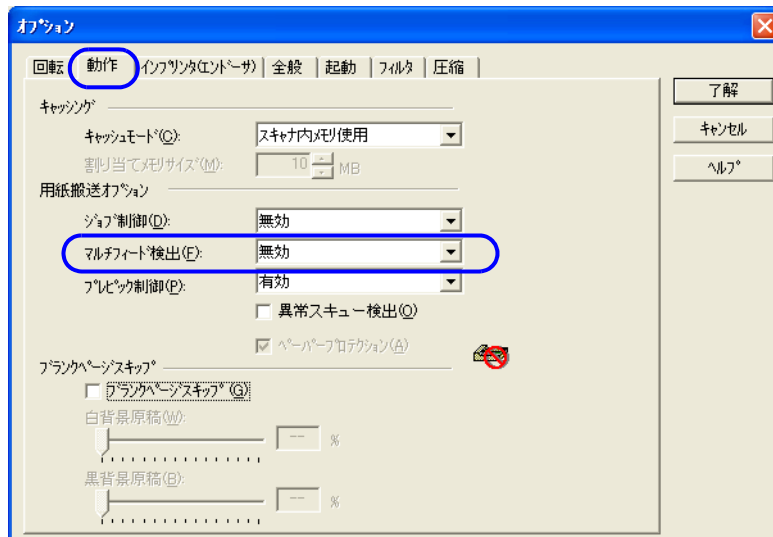 オプション
回転 動作 インプリンタ(エンドーサ) 全般 起動 フィルタ 圧縮
了解
キャンセル
ヘルプ
キャッシング
キャッシュモード(C): スキャナ内メモリ使用
割り当てメモリサイズ(M): 10 MB
用紙搬送オプション
ジョブ制御(D): 無効
マルチフィード検出(F): 無効
プレピック制御(P): 有効
異常スキュー検出(O)
ペーパープロテクション(A)
ブランクページスキップ
ブランクページスキップ(G)
白背景原稿(W):
-- %
黒背景原稿(B):
-- %